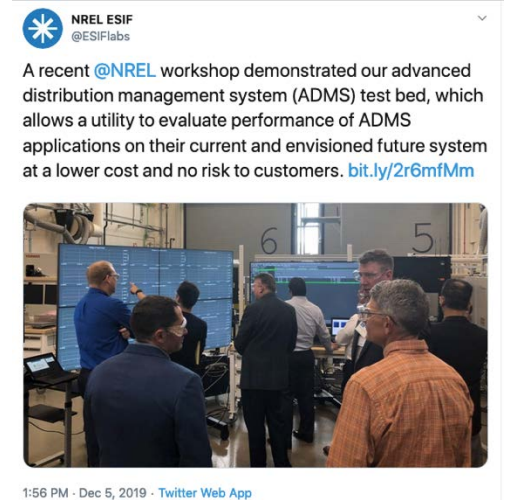 NREL ESIF
@ESIFlabs
A recent @NREL workshop demonstrated our advanced
distribution management system (ADMS) test bed, which
allows a utility to evaluate performance of ADMS
applications on their current and envisioned future system
at a lower cost and no risk to customers. bit.ly/2r6mfMm
6
5
1:56 PM · Dec 5, 2019 · Twitter Web App